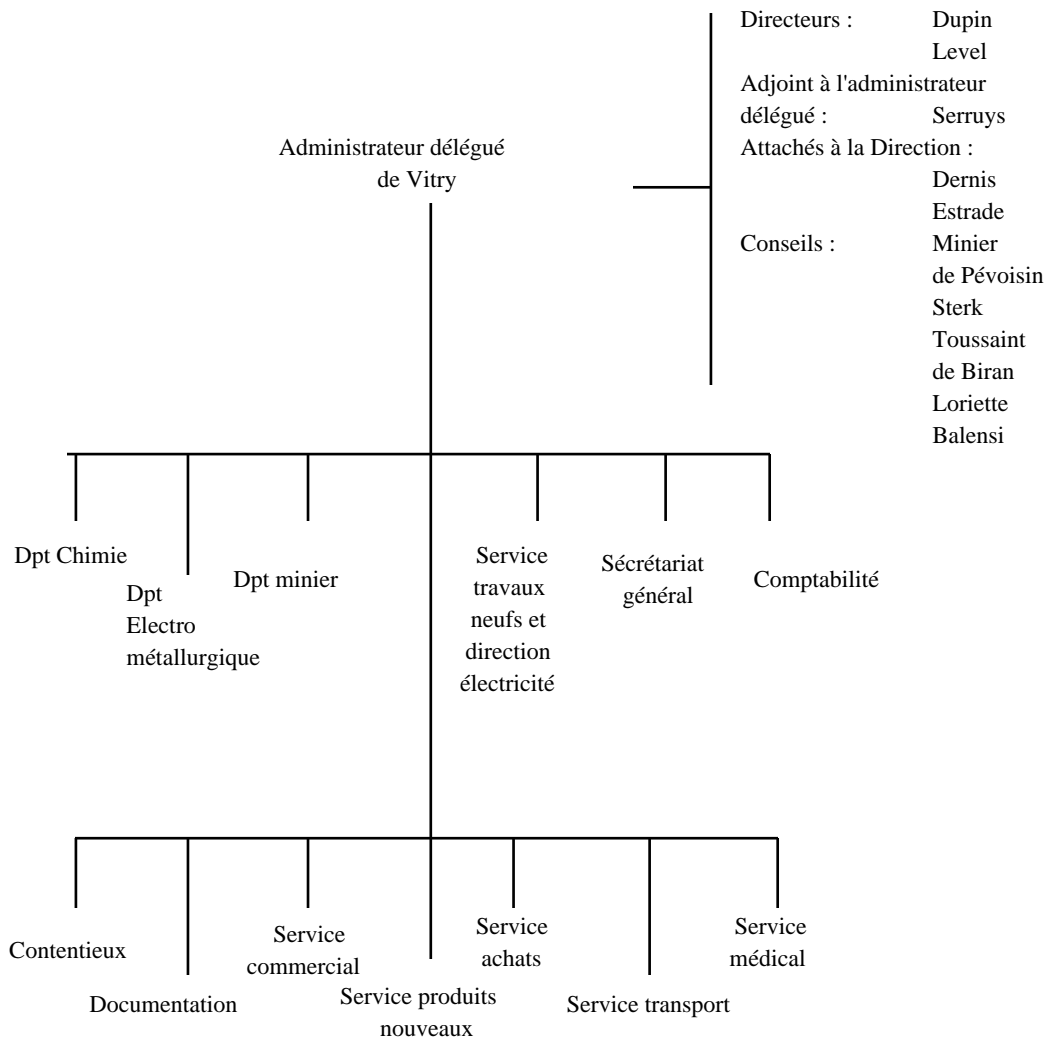 Directeurs : Dupin
Level
Adjoint à l'administrateur
délégué : Serruys
Attachés à la Direction :
Dernis
Estrade
Conseils : Minier
de Pévoisin
Sterk
Toussaint
de Biran
Loriette
Balensi
Administrateur délégué
de Vitry
Dpt Chimie
Dpt
Electro
métallurgique
Dpt minier
Service
travaux
neufs et
direction
électricité
Sécrétariat
général
Comptabilité
Contentieux
Documentation
Service
commercial
Service produits
nouveaux
Service
achats
Service transport
Service
médical